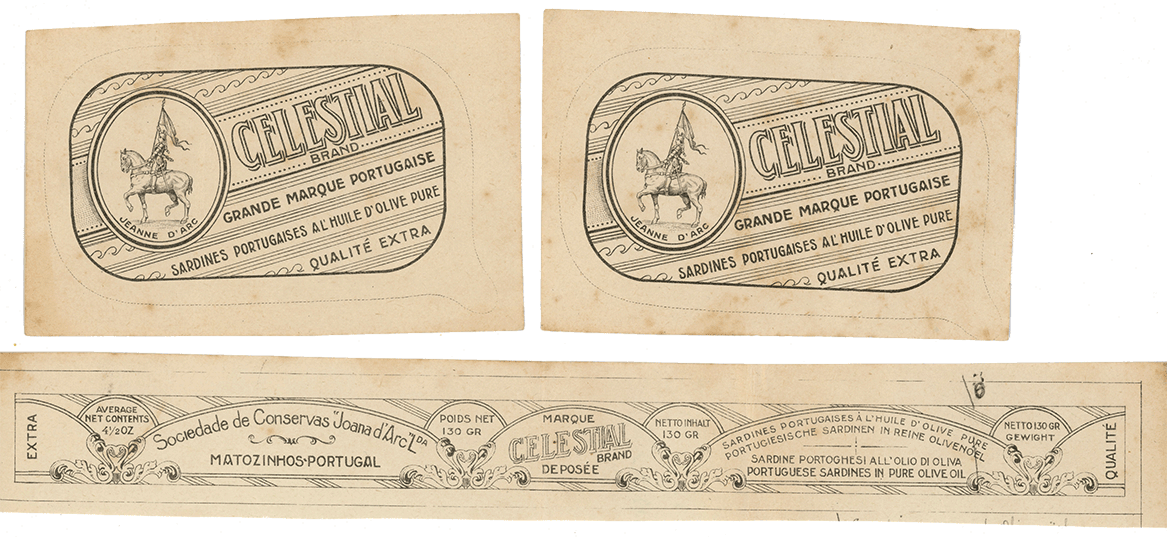 CELESTIAL
BRAND
GRANDE MARQUE PORTUGAISE
SARDINES PORTUGAISES A L'HUILE D'OLIVE PURE
QUALITÉ EXTRA
JEANNE D'ARC
CELESTIAL
BRAND
GRANDE MARQUE PORTUGAISE
SARDINES PORTUGAISES A L'HUILE D'OLIVE PURE
QUALITÉ EXTRA
JEANNE D'ARC
EXTRA
AVERAGE
NET CONTENTS
4½ OZ
Sociedade de Conservas "Joana d'Arc" LDA
MATOZINHOS-PORTUGAL
POIDS NET
130 GR
MARQUE
CELESTIAL
BRAND
DEPOSÉE
NETTO INHALT
130 GR
SARDINES PORTUGAISES À L'HUILE D'OLIVE PURE
PORTUGIESISCHE SARDINEN IN REINE OLIVENOEL
SARDINE PORTOGHESI ALL'OLIO DI OLIVA
PORTUGUESE SARDINES IN PURE OLIVE OIL
NETTO 130 GR
GEWIGHT
QUALITÉ
ö